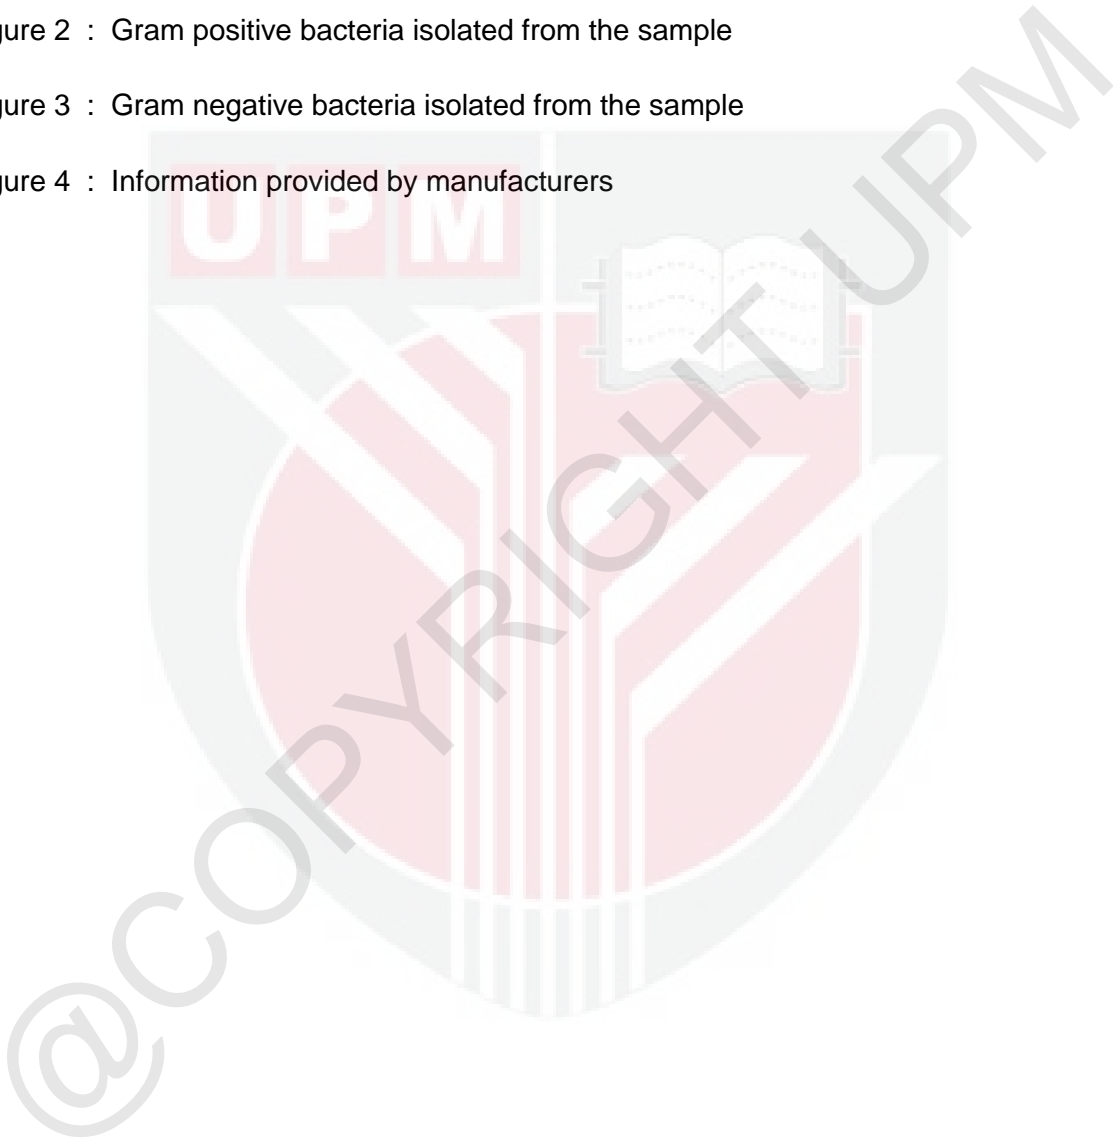 gure 2 : Gram positive bacteria isolated from the sample
gure 3 : Gram negative bacteria isolated from the sample
gure 4 : Information provided by manufacturers
UPM
@COPYRIGHT UPM